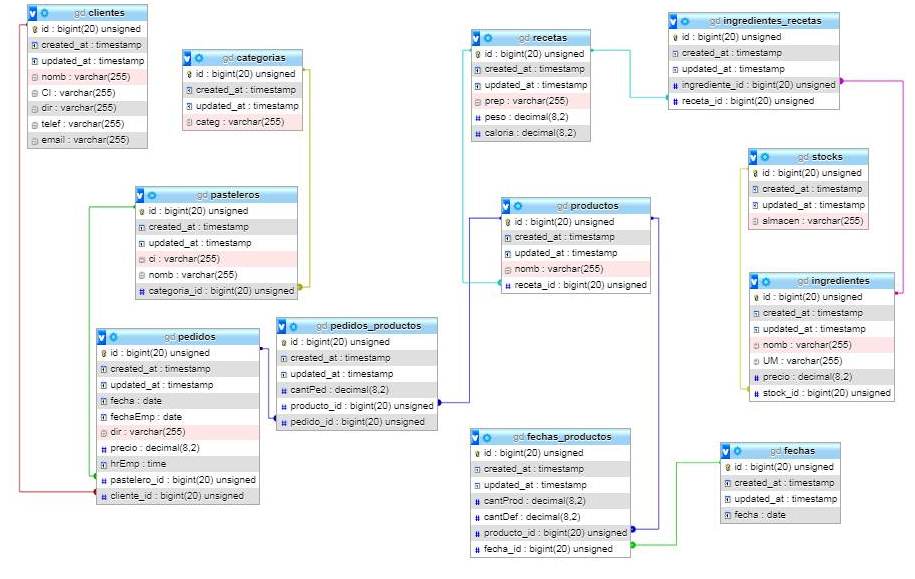 gd clientes
id : bigint(20) unsigned
created_at : timestamp
updated_at : timestamp
nomb : varchar(255)
CI : varchar(255)
dir : varchar(255)
telef : varchar(255)
email : varchar(255)
gd categorias
id : bigint(20) unsigned
created_at : timestamp
updated_at : timestamp
categ : varchar(255)
gd recetas
id : bigint(20) unsigned
created_at : timestamp
updated_at : timestamp
prep : varchar(255)
peso : decimal(8,2)
caloria : decimal(8,2)
gd ingredientes_recetas
id : bigint(20) unsigned
created_at : timestamp
updated_at : timestamp
ingrediente_id : bigint(20) unsigned
receta_id : bigint(20) unsigned
gd stocks
id : bigint(20) unsigned
created_at : timestamp
updated_at : timestamp
almacen : varchar(255)
gd pasteleros
id : bigint(20) unsigned
created_at : timestamp
updated_at : timestamp
ci : varchar(255)
nomb : varchar(255)
categoria_id : bigint(20) unsigned
gd productos
id : bigint(20) unsigned
created_at : timestamp
updated_at : timestamp
nomb : varchar(255)
receta_id : bigint(20) unsigned
gd ingredientes
id : bigint(20) unsigned
created_at : timestamp
updated_at : timestamp
nomb : varchar(255)
UM : varchar(255)
precio : decimal(8,2)
stock_id : bigint(20) unsigned
gd pedidos
id : bigint(20) unsigned
created_at : timestamp
updated_at : timestamp
fecha : date
fechaEmp : date
dir : varchar(255)
precio : decimal(8,2)
hrEmp : time
pastelero_id : bigint(20) unsigned
cliente_id : bigint(20) unsigned
gd pedidos_productos
id : bigint(20) unsigned
created_at : timestamp
updated_at : timestamp
cantPed : decimal(8,2)
producto_id : bigint(20) unsigned
pedido_id : bigint(20) unsigned
gd fechas_productos
id : bigint(20) unsigned
created_at : timestamp
updated_at : timestamp
cantProd : decimal(8,2)
cantDef : decimal(8,2)
producto_id : bigint(20) unsigned
fecha_id : bigint(20) unsigned
gd fechas
id : bigint(20) unsigned
created_at : timestamp
updated_at : timestamp
fecha : date